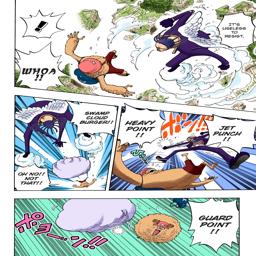 IT'S
USELESS
TO
RESIST.
!
WHOA
!!
SWAMP
CLOUD
BURGER!!
OH NO!!
NOT
THAT!!
HEAVY
POINT!!
JET
PUNCH!!
GUARD
POINT!!